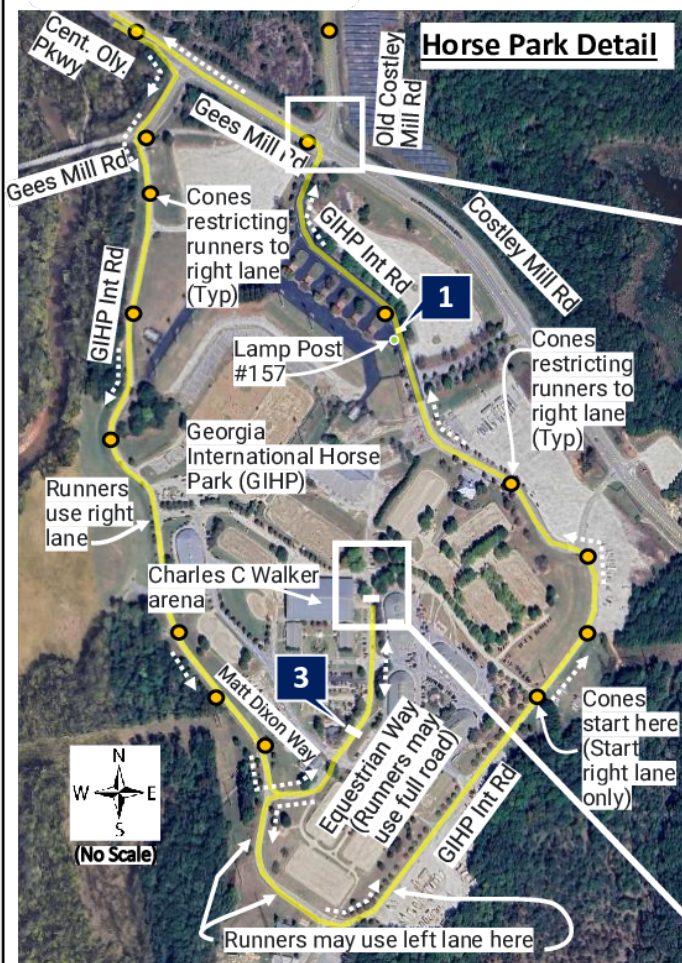 Horse Park Detail
Cent. Oly.
Pkwy
Old Costley
Mill Rd
Gees Mill Rd
Gees Mill Rd
Costley Mill Rd
Cones
restricting
runners to
right lane
(Typ)
GIHP Int Rd
GIHP Int Rd
1
Lamp Post
#157
Cones
restricting
runners to
right lane
(Typ)
Georgia
International Horse
Park (GIHP)
Runners
use right
lane
Charles C Walker
arena
3
Matt Dixon Way
Equestrian Way
(Runners may
use full road)
Cones
start here
(Start
right lane
only)
GIHP Int Rd
N
W E
S
(No Scale)
Runners may use left lane here